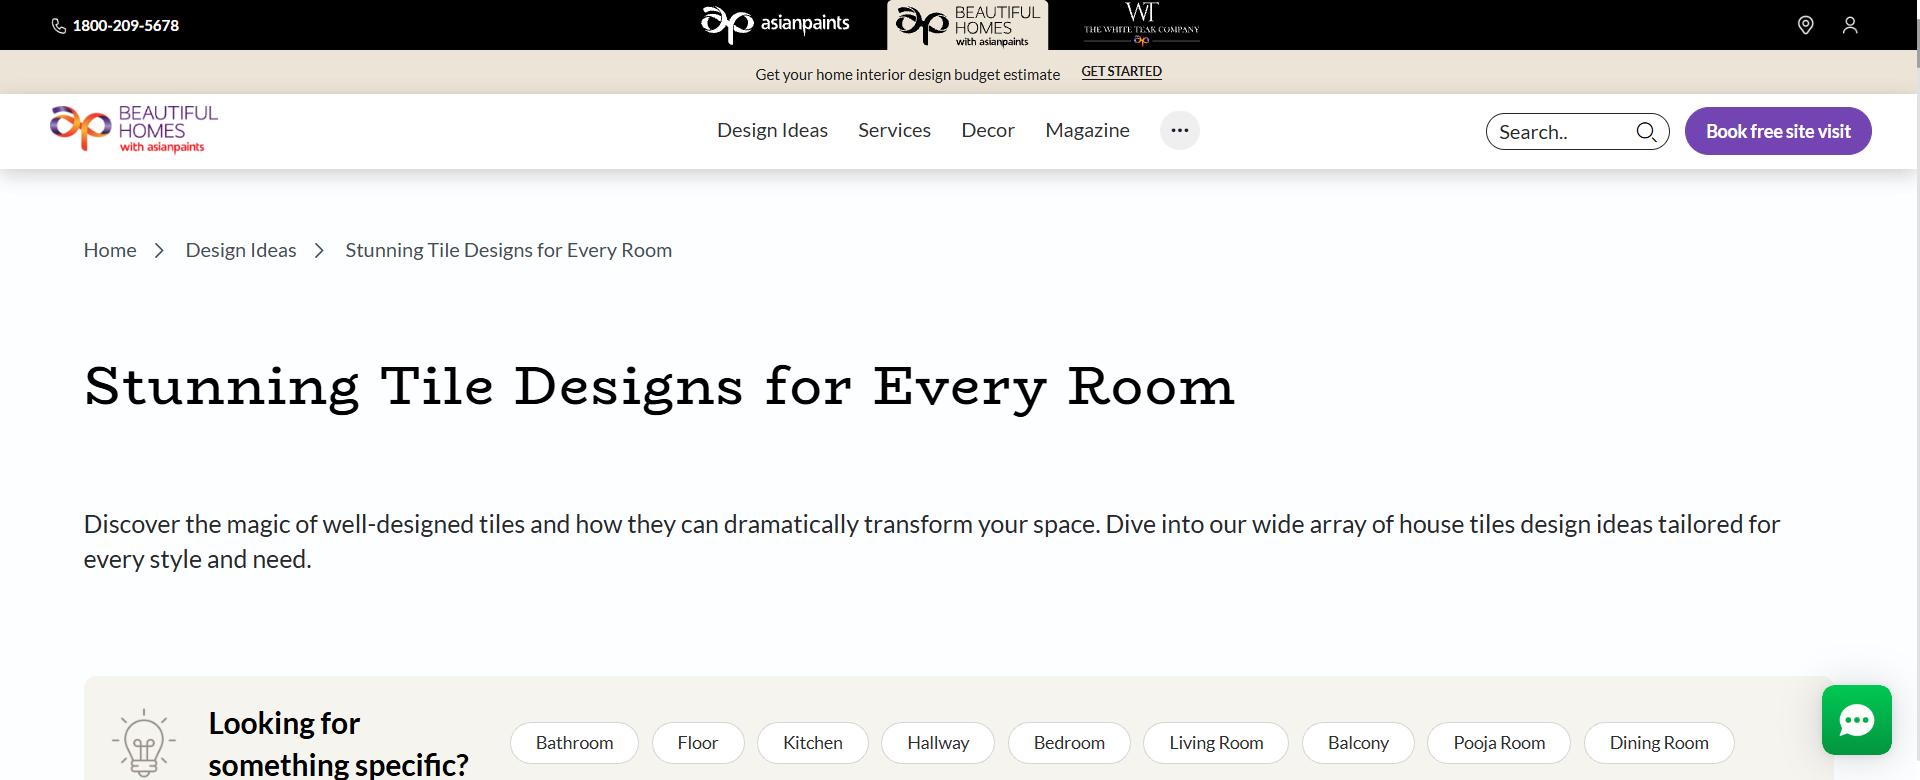 1800-209-5678
asianpaints
BEAUTIFUL
HOMES
with asianpaints
WT
THE WHITE TEAK COMPANY
Get your home interior design budget estimate GET STARTED
BEAUTIFUL
HOMES
with asianpaints
Design Ideas Services Decor Magazine
Search..
Book free site visit
Home Design Ideas Stunning Tile Designs for Every Room
Stunning Tile Designs for Every Room
Discover the magic of well-designed tiles and how they can dramatically transform your space. Dive into our wide array of house tiles design ideas tailored for
every style and need.
Looking for
something specific?
Bathroom Floor Kitchen Hallway Bedroom Living Room Balcony Pooja Room Dining Room